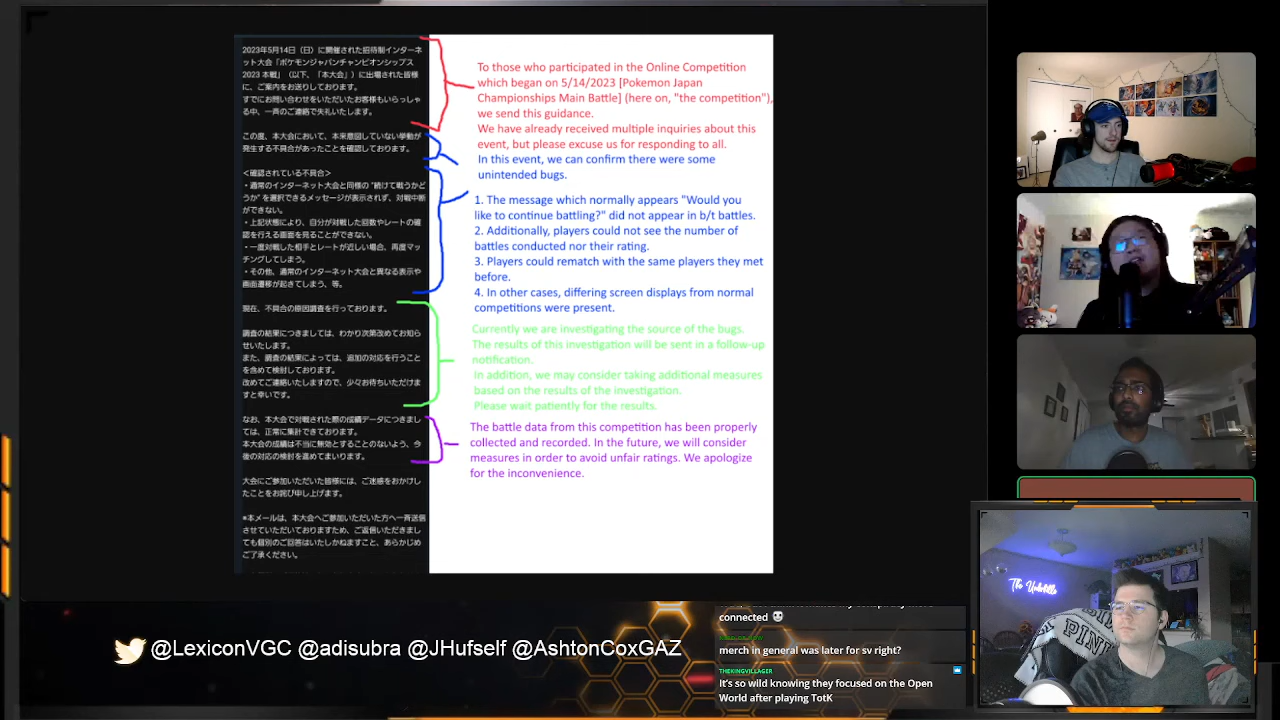 2023年5月14日（日）に開催された招待制インターネ
ット大会「ポケモンジャパンチャンピオンシップス
2023 本戦」（以下、「本大会」）に出場された皆様
に、ご案内をお送りしております。
すでにお問い合わせをいただいたお客様もいらっしゃ
る中、一斉のご連絡で失礼いたします。
この度、本大会において、本来意図していない挙動が
発生する不具合があったことを確認しております。
＜確認されている不具合＞
・通常のインターネット大会と同様の“続けて戦うかど
うか”を選択できるメッセージが表示されず、対戦中断
ができない。
・上記状態により、自分が対戦した回数やレートの確
認を行える画面を見ることができない。
・一度対戦した相手とレートが近しい場合、再度マッ
チングしてしまう。
・その他、通常のインターネット大会と異なる表示や
画面遷移が起きてしまう、等。
現在、不具合の原因調査を行っております。
調査の結果につきましては、わかり次第改めてお知ら
せいたします。
また、調査の結果によっては、追加の対応を行うこと
を含めて検討しております。
改めてご連絡いたしますので、少々お待ちいただけま
すと幸いです。
なお、本大会で対戦された際の成績データにつきまし
ては、正常に集計できております。
本大会の成績は不当に無効とすることのないよう、今
後の対応の検討を進めてまいります。
大会にご参加いただいた皆様には、ご迷惑をおかけし
たことをお詫び申し上げます。
*本メールは、本大会へご参加いただいた方へ一斉送信
させていただいておりますため、ご返信いただきまし
ても個別のご回答はいたしかねますこと、あらかじめ
ご了承ください。
To those who participated in the Online Competition
which began on 5/14/2023 [Pokemon Japan
Championships Main Battle] (here on, "the competition"),
we send this guidance.
We have already received multiple inquiries about this
event, but please excuse us for responding to all.
In this event, we can confirm there were some
unintended bugs.
1. The message which normally appears "Would you
like to continue battling?" did not appear in b/t battles.
2. Additionally, players could not see the number of
battles conducted nor their rating.
3. Players could rematch with the same players they met
before.
4. In other cases, differing screen displays from normal
competitions were present.
Currently we are investigating the source of the bugs.
The results of this investigation will be sent in a follow-up
notification.
In addition, we may consider taking additional measures
based on the results of the investigation.
Please wait patiently for the results.
The battle data from this competition has been properly
collected and recorded. In the future, we will consider
measures in order to avoid unfair ratings. We apologize
for the inconvenience.
The Undervilla
@LexiconVGC @adisubra @JHufself @AshtonCoxGAZ
connected
merch in general was later for sv right?
THEKINGVILLAGER
It's so wild knowing they focused on the Open
World after playing TotK
PINK